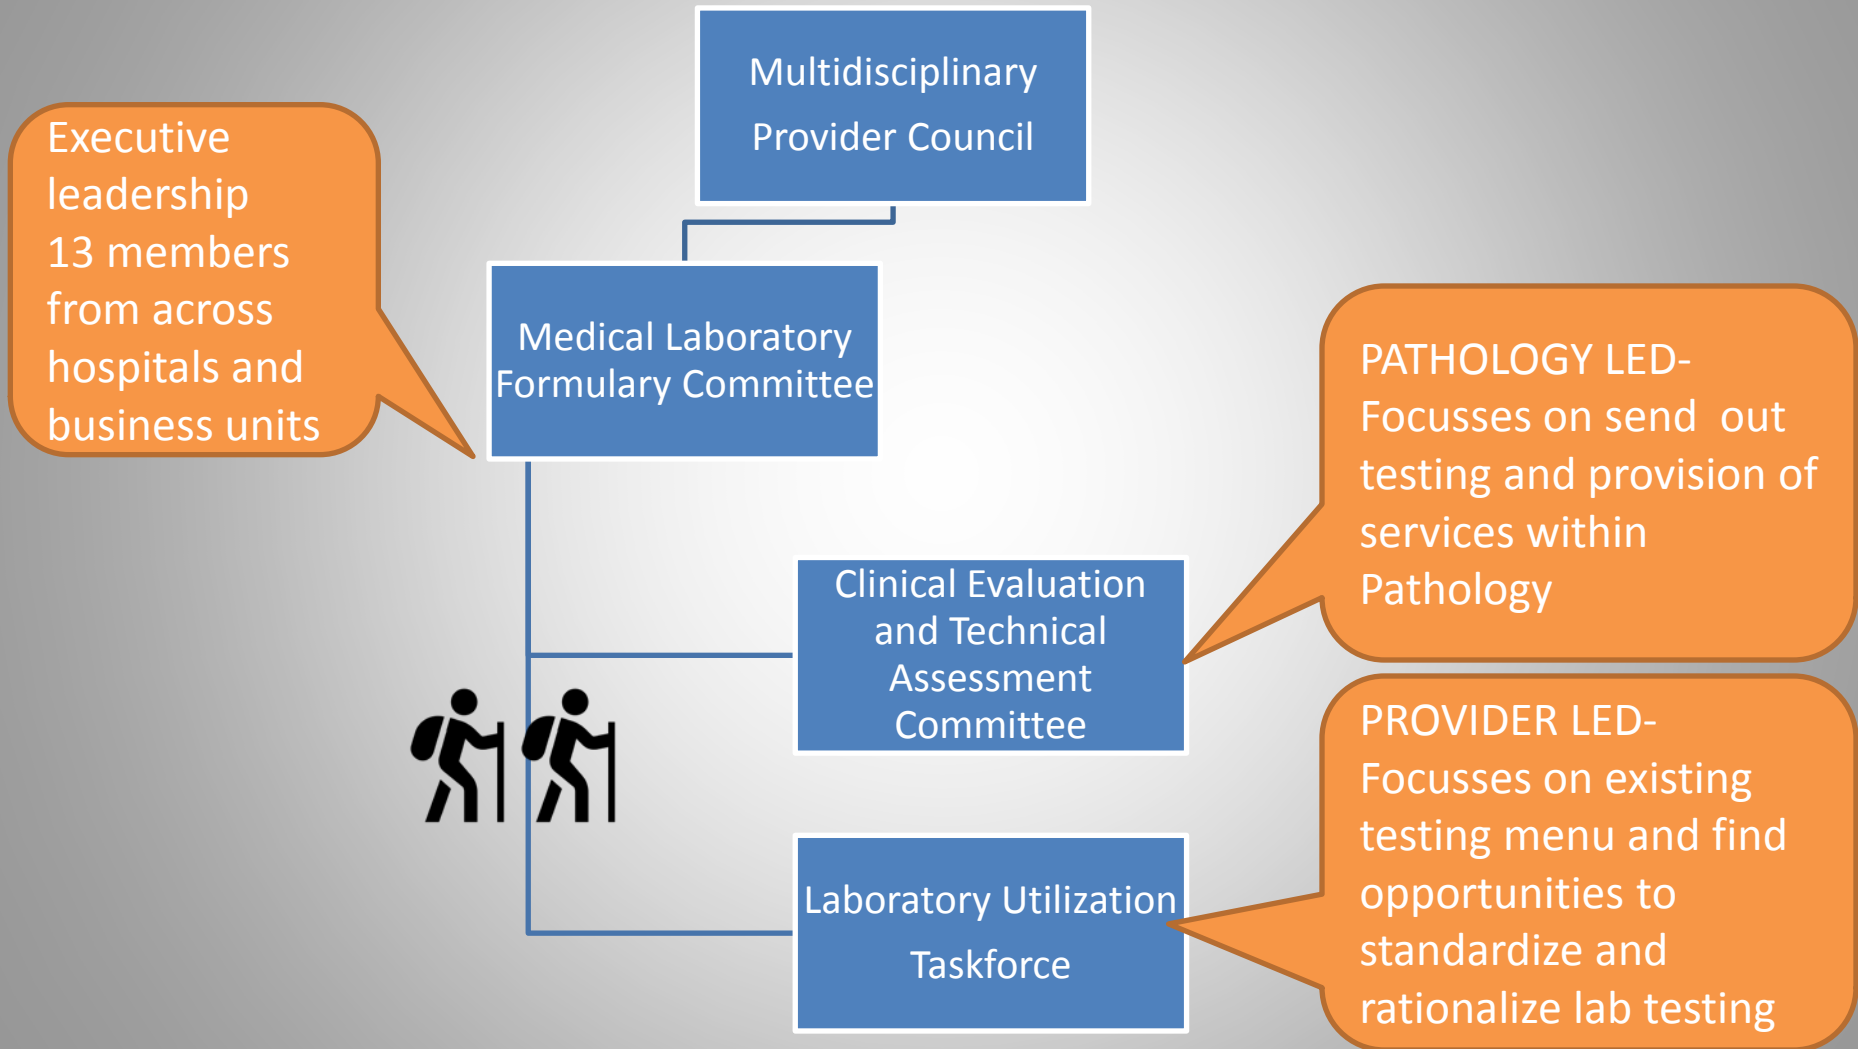 Multidisciplinary
Provider Council
Executive
leadership
13 members
from across
hospitals and
business units
Medical Laboratory
Formulary Committee
PATHOLOGY LED-
Focusses on send  out
testing and provision of
services within
Pathology
Clinical Evaluation
and Technical
Assessment
Committee
PROVIDER LED-
Focusses on existing
testing menu and find
opportunities to
standardize and
rationalize lab testing
Laboratory Utilization
Taskforce